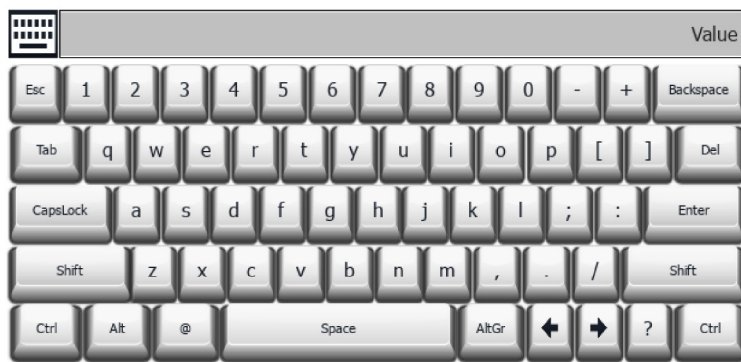 Value
Esc 1 2 3 4 5 6 7 8 9 0 - + Backspace
Tab q w e r t y u i o p [ ] Del
CapsLock a s d f g h j k l ; : Enter
Shift z x c v b n m , . / Shift
Ctrl Alt @ Space AltGr 🡸 🡺 ? Ctrl